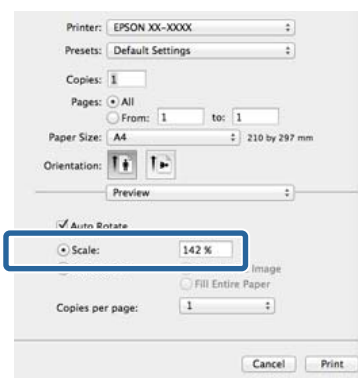 Printer: EPSON XX-XXXX
Presets: Default Settings
Copies: 1
Pages: All
From: 1 to: 1
Paper Size: A4 210 by 297 mm
Orientation:
Preview
Auto Rotate
Scale: 142 %
Image
Fill Entire Paper
Copies per page: 1
Cancel Print